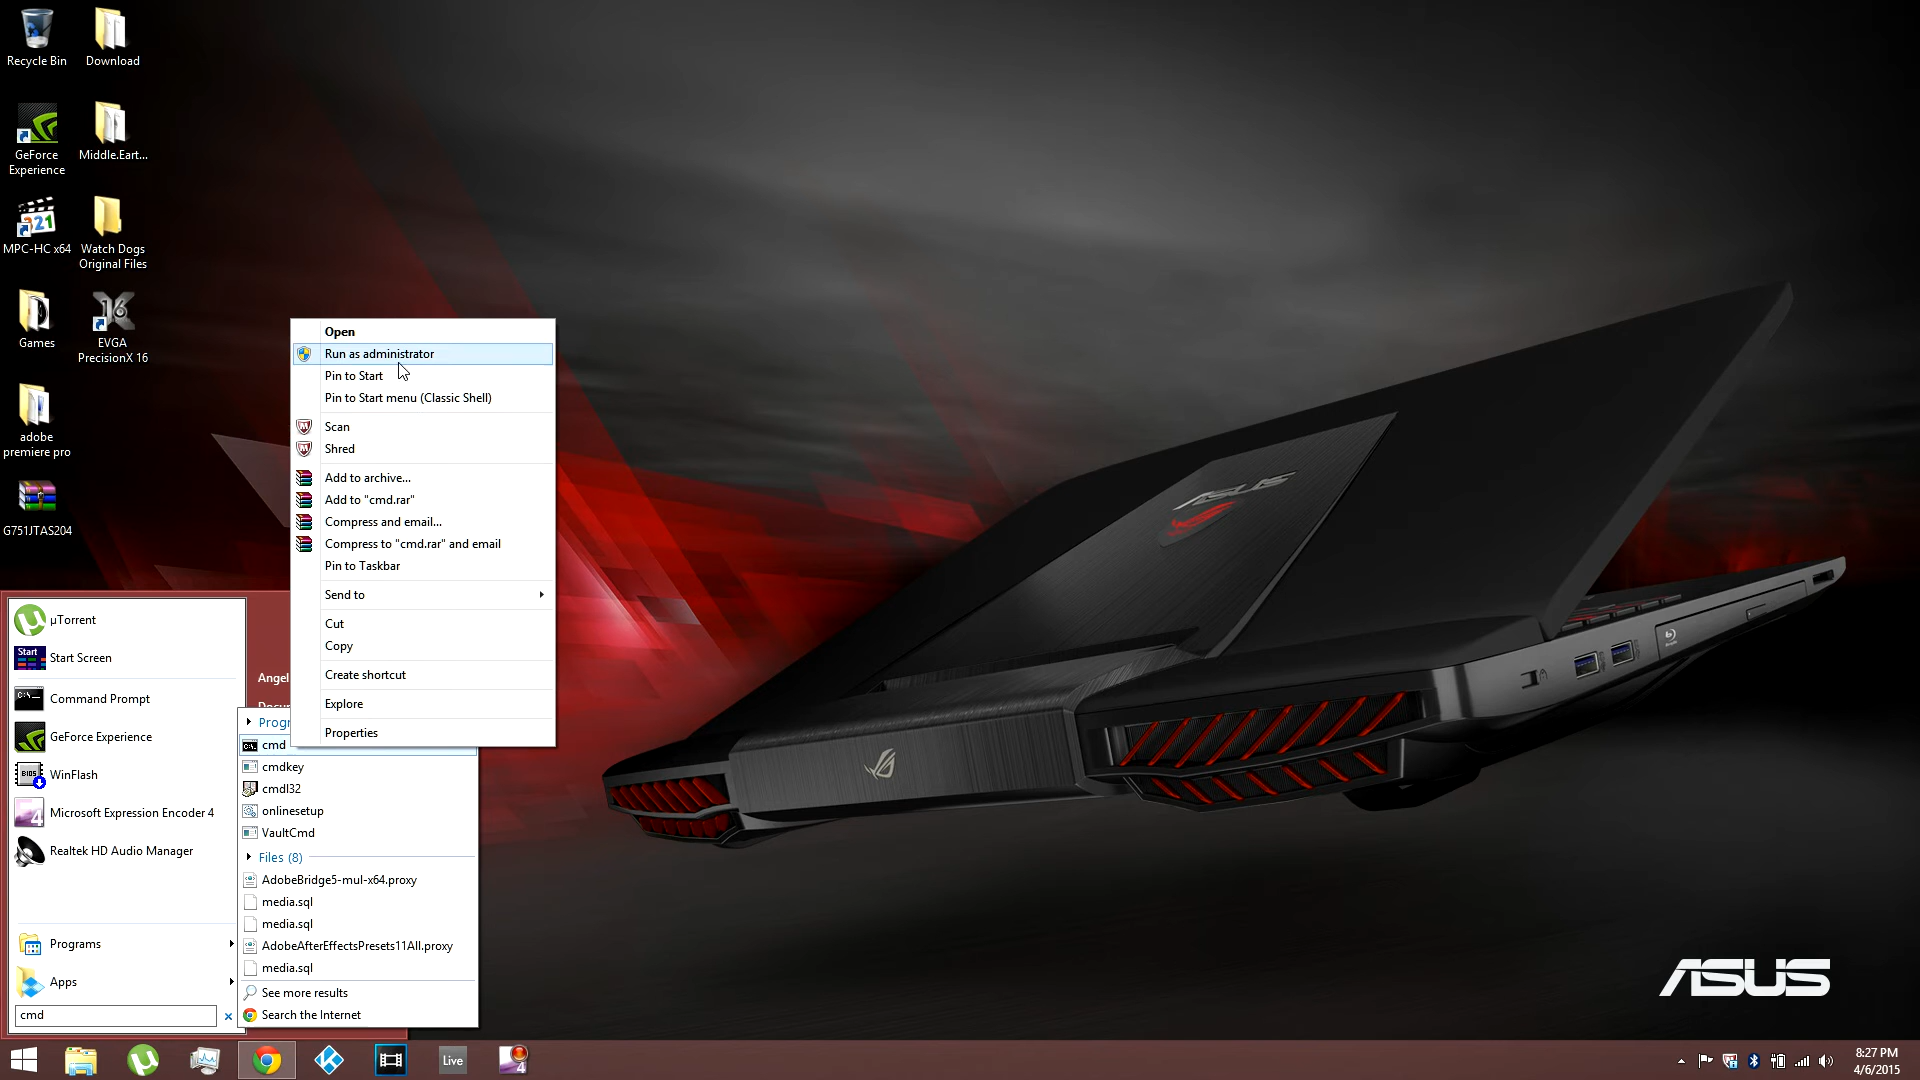 Recycle Bin
Download
GeForce
Experience
Middle.Eart...
MPC-HC x64
Watch Dogs
Original Files
Games
EVGA
PrecisionX 16
adobe
premiere pro
G751JTAS204
Open
Run as administrator
Pin to Start
Pin to Start menu (Classic Shell)
Scan
Shred
Add to archive...
Add to "cmd.rar"
Compress and email...
Compress to "cmd.rar" and email
Pin to Taskbar
Send to
Cut
Copy
Create shortcut
Explore
Properties
µTorrent
Start Screen
Command Prompt
GeForce Experience
WinFlash
Microsoft Expression Encoder 4
Realtek HD Audio Manager
Programs
Apps
cmd
Angel
cmd
cmdkey
cmdl32
onlinesetup
VaultCmd
Files (8)
AdobeBridge5-mul-x64.proxy
media.sql
media.sql
AdobeAfterEffectsPresets11All.proxy
media.sql
See more results
Search the Internet
ASUS
ASUS
Live
8:27 PM
4/6/2015